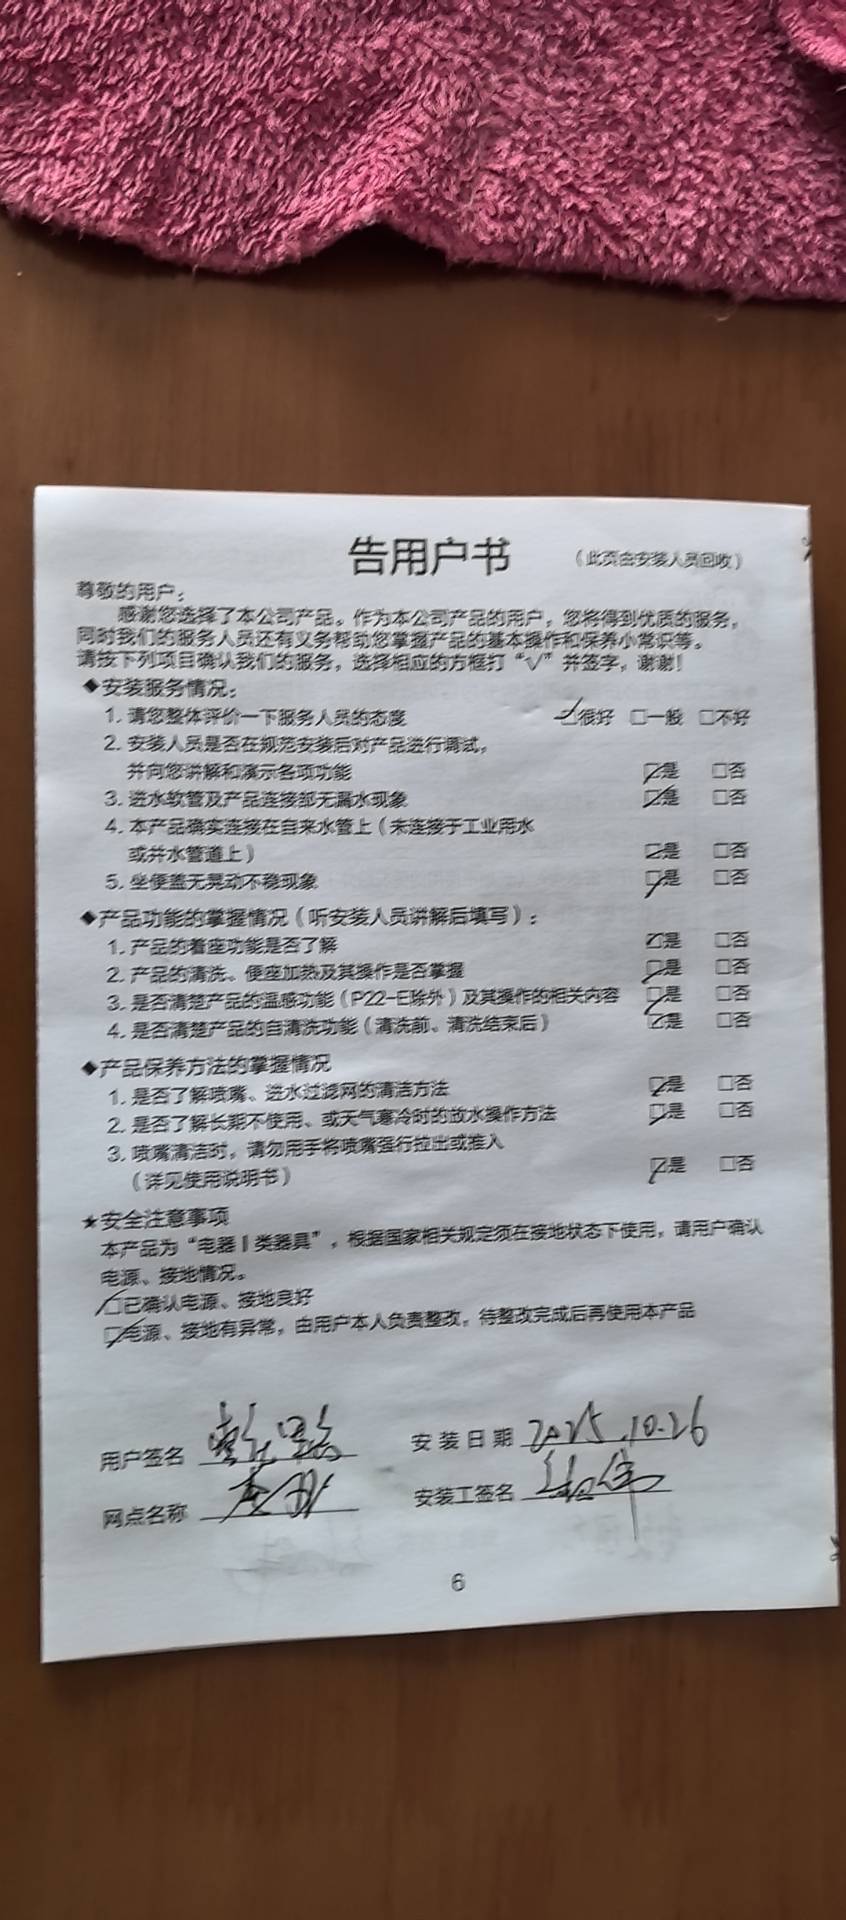 告用户书 （此页由安装人员回收）
尊敬的用户：
感谢您选择了本公司产品。作为本公司产品的用户，您将得到优质的服务，
同时我们的服务人员还有义务帮助您掌握产品的基本操作和保养小常识等。
请按下列项目确认我们的服务，选择相应的方框打“√”并签字，谢谢！
◆安装服务情况：
1. 请您整体评价一下服务人员的态度 ☑很好 □一般 □不好
2. 安装人员是否在规范安装后对产品进行调试，
并向您讲解和演示各项功能 ☑是 □否
3. 进水软管及产品连接部无漏水现象 ☑是 □否
4. 本产品确实连接在自来水管上（未连接于工业用水
或井水管道上） ☑是 □否
5. 坐便盖无晃动不稳现象 ☑是 □否
◆产品功能的掌握情况（听安装人员讲解后填写）：
1. 产品的着座功能是否了解 ☑是 □否
2. 产品的清洗、便座加热及其操作是否掌握 ☑是 □否
3. 是否清楚产品的温感功能（P22-E除外）及其操作的相关内容 ☑是 □否
4. 是否清楚产品的自清洗功能（清洗前、清洗结束后） ☑是 □否
◆产品保养方法的掌握情况
1. 是否了解喷嘴、进水过滤网的清洁方法 ☑是 □否
2. 是否了解长期不使用、或天气寒冷时的放水操作方法 ☑是 □否
3. 喷嘴清洁时，请勿用手将喷嘴强行拉出或推入
（详见使用说明书） ☑是 □否
★安全注意事项
本产品为“电器Ⅰ类器具”，根据国家相关规定须在接地状态下使用，请用户确认
电源、接地情况。
☑已确认电源、接地良好
☑电源、接地有异常，由用户本人负责整改，待整改完成后再使用本产品
用户签名 安装日期 2025.10.26
网点名称 安装工签名
6